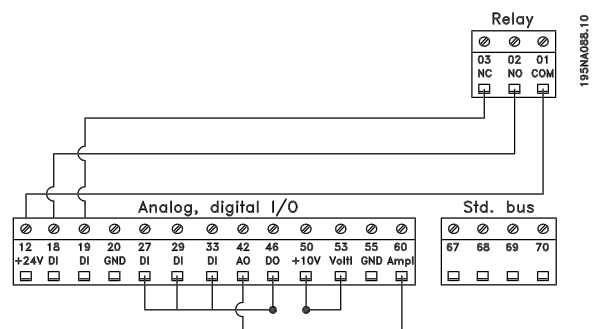 Relay
195NA088.10
03 02 01
NC NO COM
Analog, digital I/O
Std. bus
12 18 19 20 27 29 33 42 46 50 53 55 60
+24V DI DI GND DI DI DI AO DO +10V VoltI GND AmpI
67 68 69 70